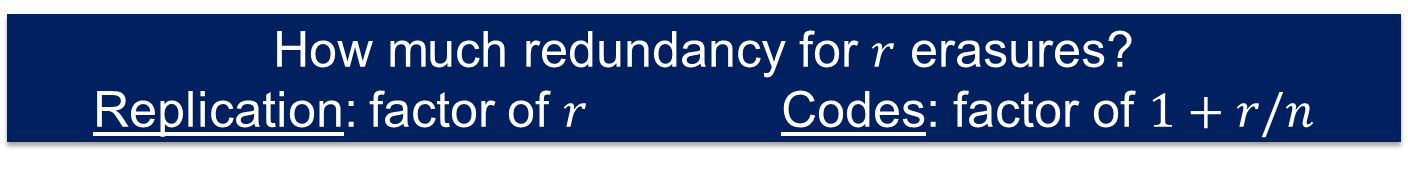 How much redundancy for r erasures?
Replication: factor of r Codes: factor of 1 + r/n